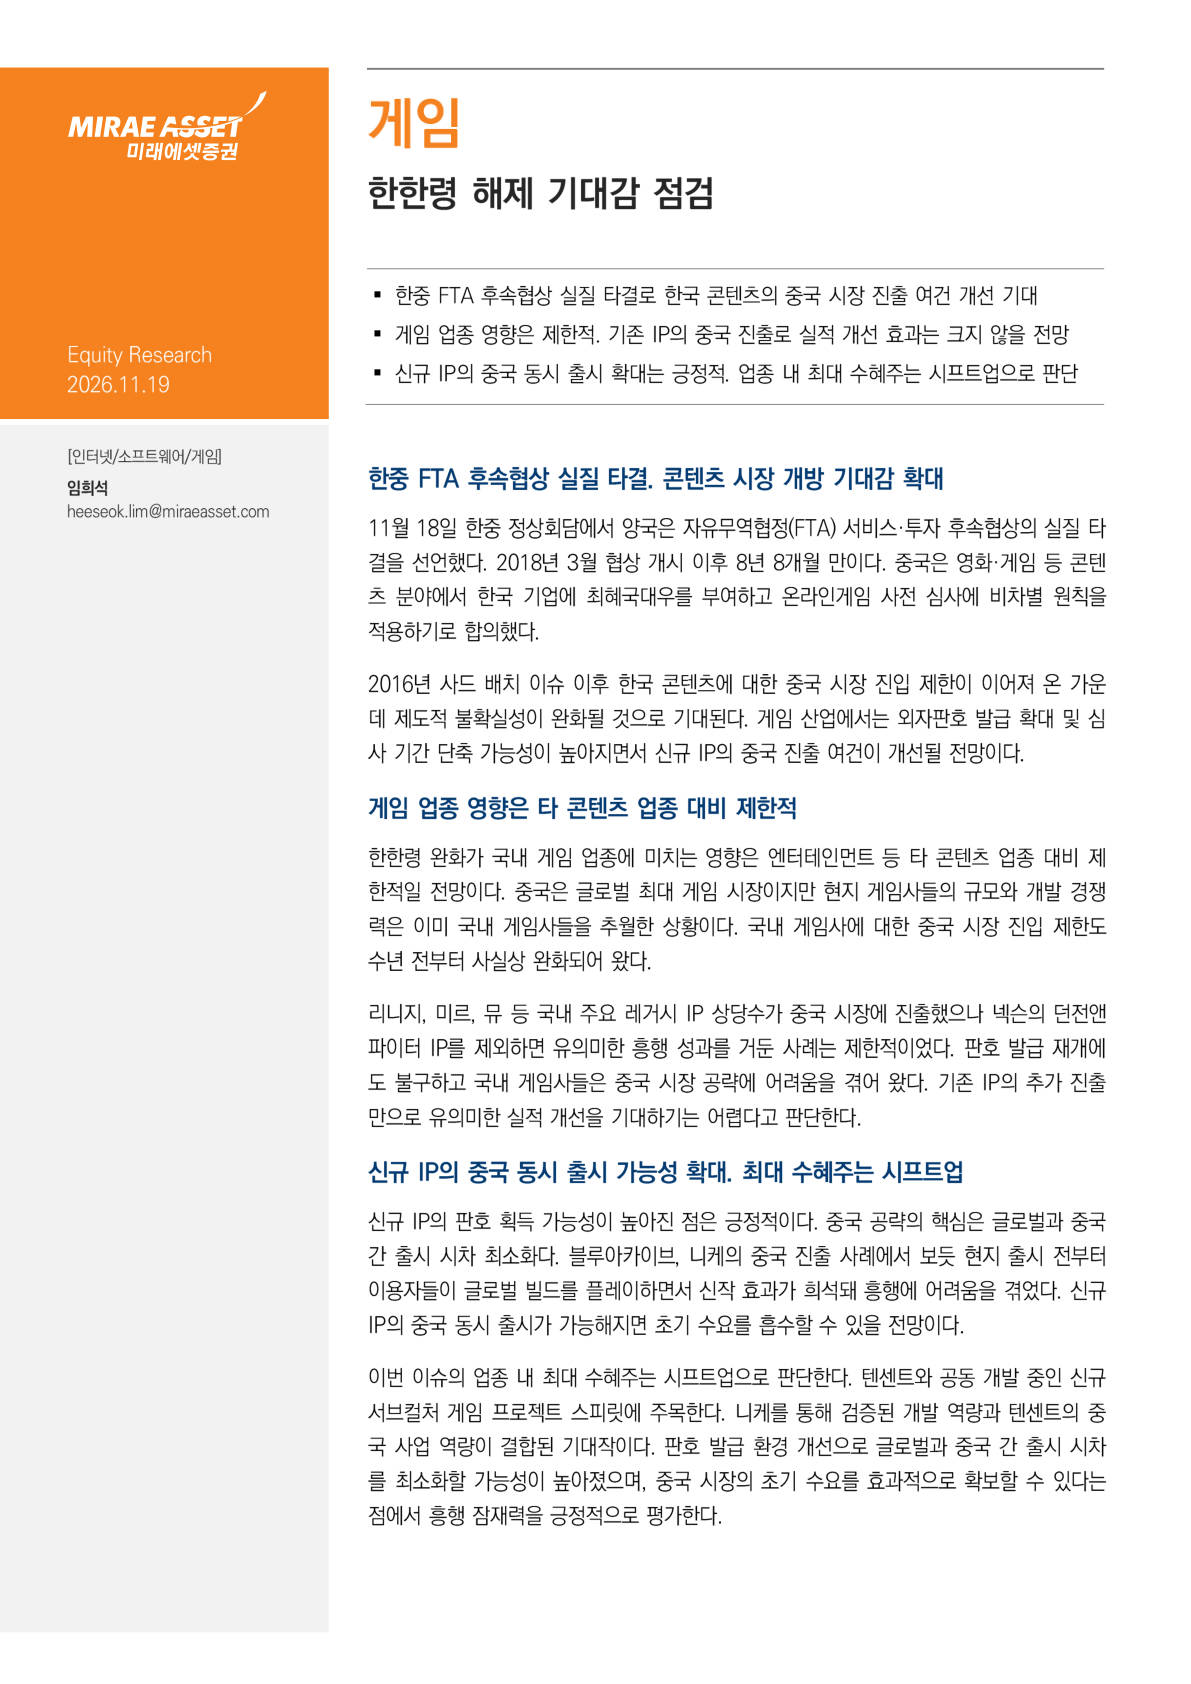 MIRAE ASSET
미래에셋증권
Equity Research
2026.11.19
[인터넷/소프트웨어/게임]
임희석
heeseok.lim@miraeasset.com
게임
한한령 해제 기대감 점검
▪ 한중 FTA 후속협상 실질 타결로 한국 콘텐츠의 중국 시장 진출 여건 개선 기대
▪ 게임 업종 영향은 제한적. 기존 IP의 중국 진출로 실적 개선 효과는 크지 않을 전망
▪ 신규 IP의 중국 동시 출시 확대는 긍정적. 업종 내 최대 수혜주는 시프트업으로 판단
한중 FTA 후속협상 실질 타결. 콘텐츠 시장 개방 기대감 확대
11월 18일 한중 정상회담에서 양국은 자유무역협정(FTA) 서비스·투자 후속협상의 실질 타
결을 선언했다. 2018년 3월 협상 개시 이후 8년 8개월 만이다. 중국은 영화·게임 등 콘텐
츠 분야에서 한국 기업에 최혜국대우를 부여하고 온라인게임 사전 심사에 비차별 원칙을
적용하기로 합의했다.
2016년 사드 배치 이슈 이후 한국 콘텐츠에 대한 중국 시장 진입 제한이 이어져 온 가운
데 제도적 불확실성이 완화될 것으로 기대된다. 게임 산업에서는 외자판호 발급 확대 및 심
사 기간 단축 가능성이 높아지면서 신규 IP의 중국 진출 여건이 개선될 전망이다.
게임 업종 영향은 타 콘텐츠 업종 대비 제한적
한한령 완화가 국내 게임 업종에 미치는 영향은 엔터테인먼트 등 타 콘텐츠 업종 대비 제
한적일 전망이다. 중국은 글로벌 최대 게임 시장이지만 현지 게임사들의 규모와 개발 경쟁
력은 이미 국내 게임사들을 추월한 상황이다. 국내 게임사에 대한 중국 시장 진입 제한도
수년 전부터 사실상 완화되어 왔다.
리니지, 미르, 뮤 등 국내 주요 레거시 IP 상당수가 중국 시장에 진출했으나 넥슨의 던전앤
파이터 IP를 제외하면 유의미한 흥행 성과를 거둔 사례는 제한적이었다. 판호 발급 재개에
도 불구하고 국내 게임사들은 중국 시장 공략에 어려움을 겪어 왔다. 기존 IP의 추가 진출
만으로 유의미한 실적 개선을 기대하기는 어렵다고 판단한다.
신규 IP의 중국 동시 출시 가능성 확대. 최대 수혜주는 시프트업
신규 IP의 판호 획득 가능성이 높아진 점은 긍정적이다. 중국 공략의 핵심은 글로벌과 중국
간 출시 시차 최소화다. 블루아카이브, 니케의 중국 진출 사례에서 보듯 현지 출시 전부터
이용자들이 글로벌 빌드를 플레이하면서 신작 효과가 희석돼 흥행에 어려움을 겪었다. 신규
IP의 중국 동시 출시가 가능해지면 초기 수요를 흡수할 수 있을 전망이다.
이번 이슈의 업종 내 최대 수혜주는 시프트업으로 판단한다. 텐센트와 공동 개발 중인 신규
서브컬처 게임 프로젝트 스피릿에 주목한다. 니케를 통해 검증된 개발 역량과 텐센트의 중
국 사업 역량이 결합된 기대작이다. 판호 발급 환경 개선으로 글로벌과 중국 간 출시 시차
를 최소화할 가능성이 높아졌으며, 중국 시장의 초기 수요를 효과적으로 확보할 수 있다는
점에서 흥행 잠재력을 긍정적으로 평가한다.